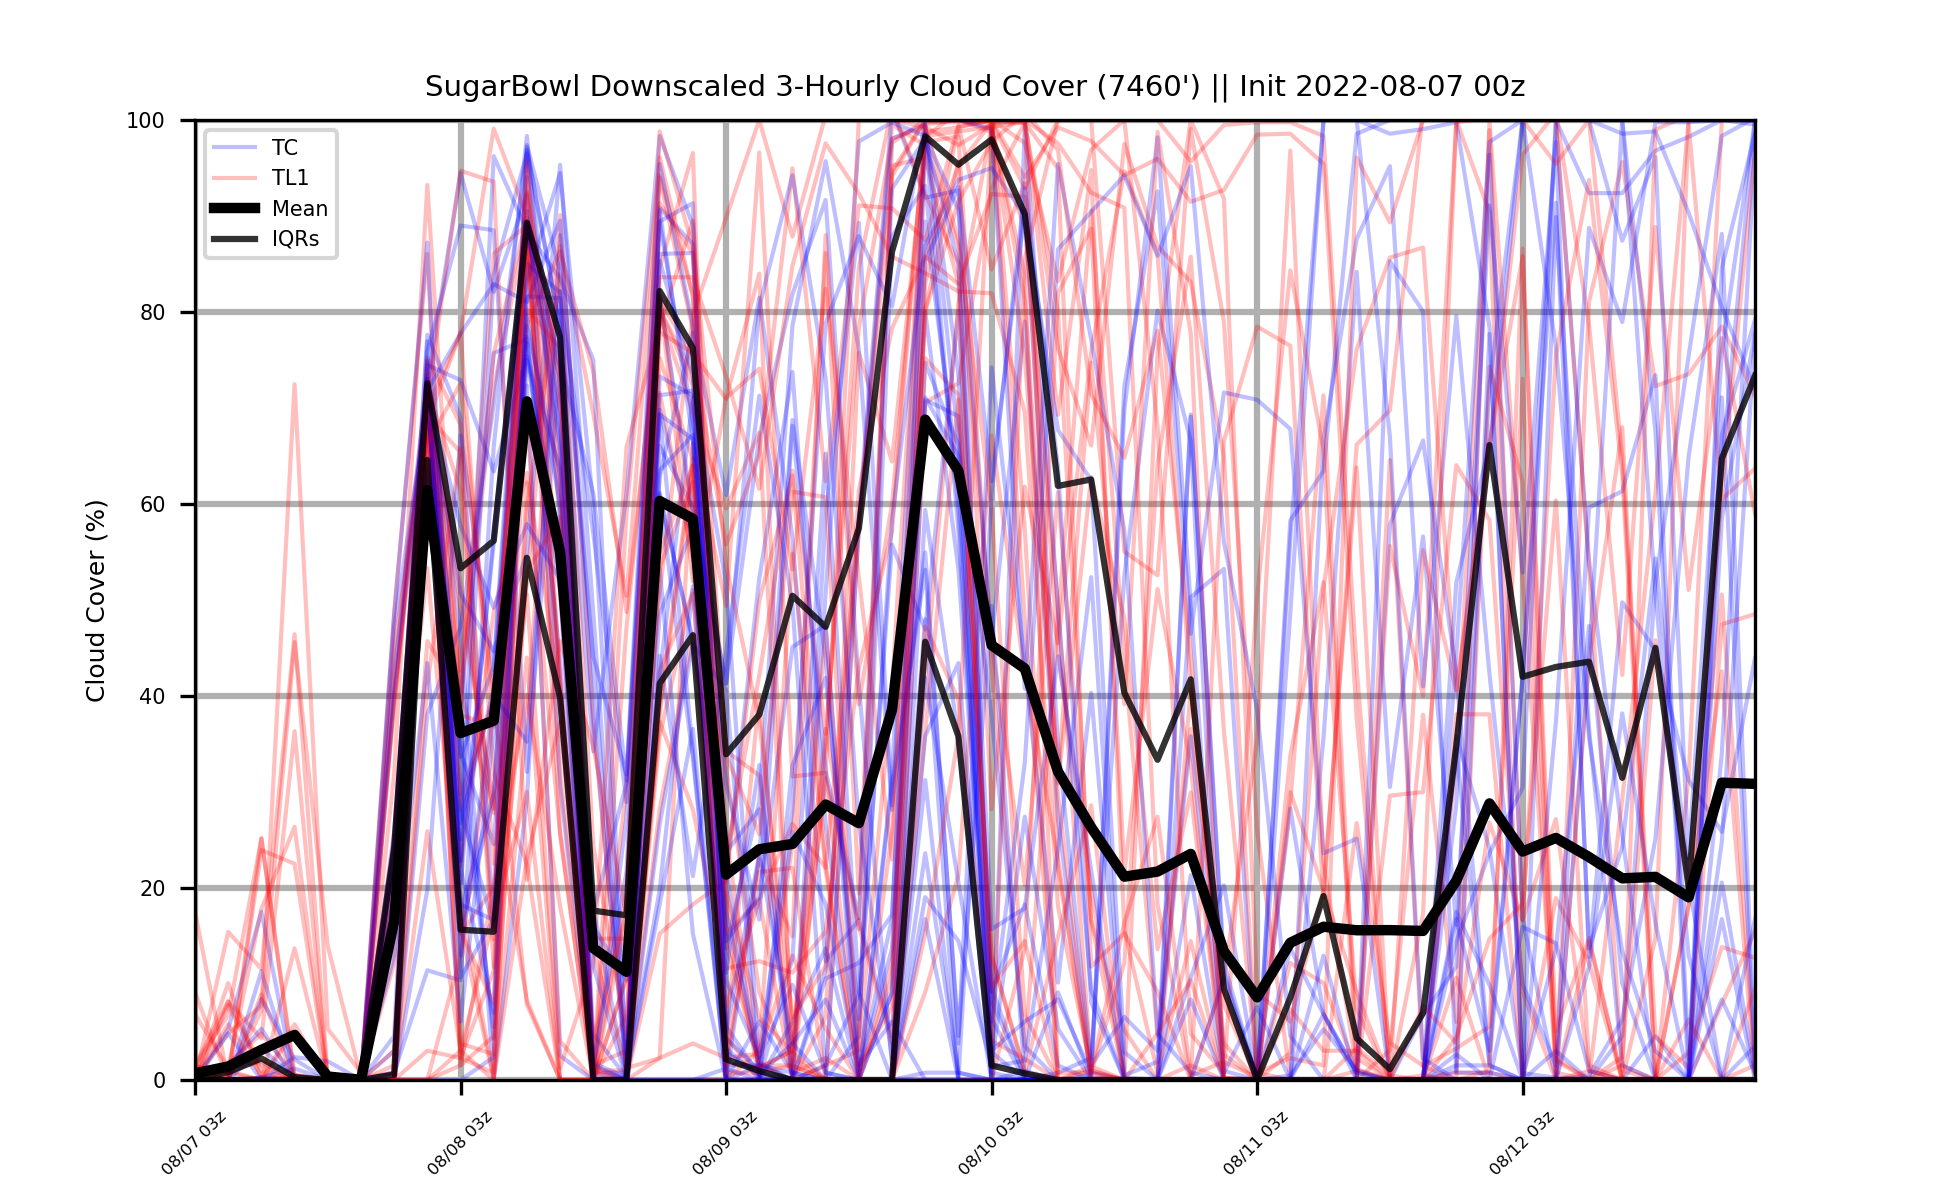 SugarBowl Downscaled 3-Hourly Cloud Cover (7460') || Init 2022-08-07 00z
TC
TL1
Mean
IQRs
Cloud Cover (%)
100
80
60
40
20
0
08/07 03z
08/08 03z
08/09 03z
08/10 03z
08/11 03z
08/12 03z